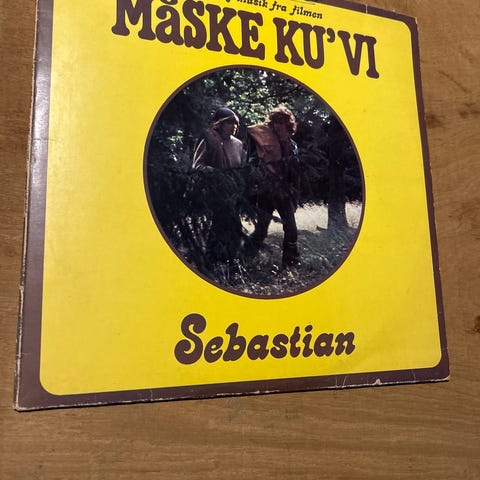 musik fra filmen
MåSKE KU'VI
Sebastian